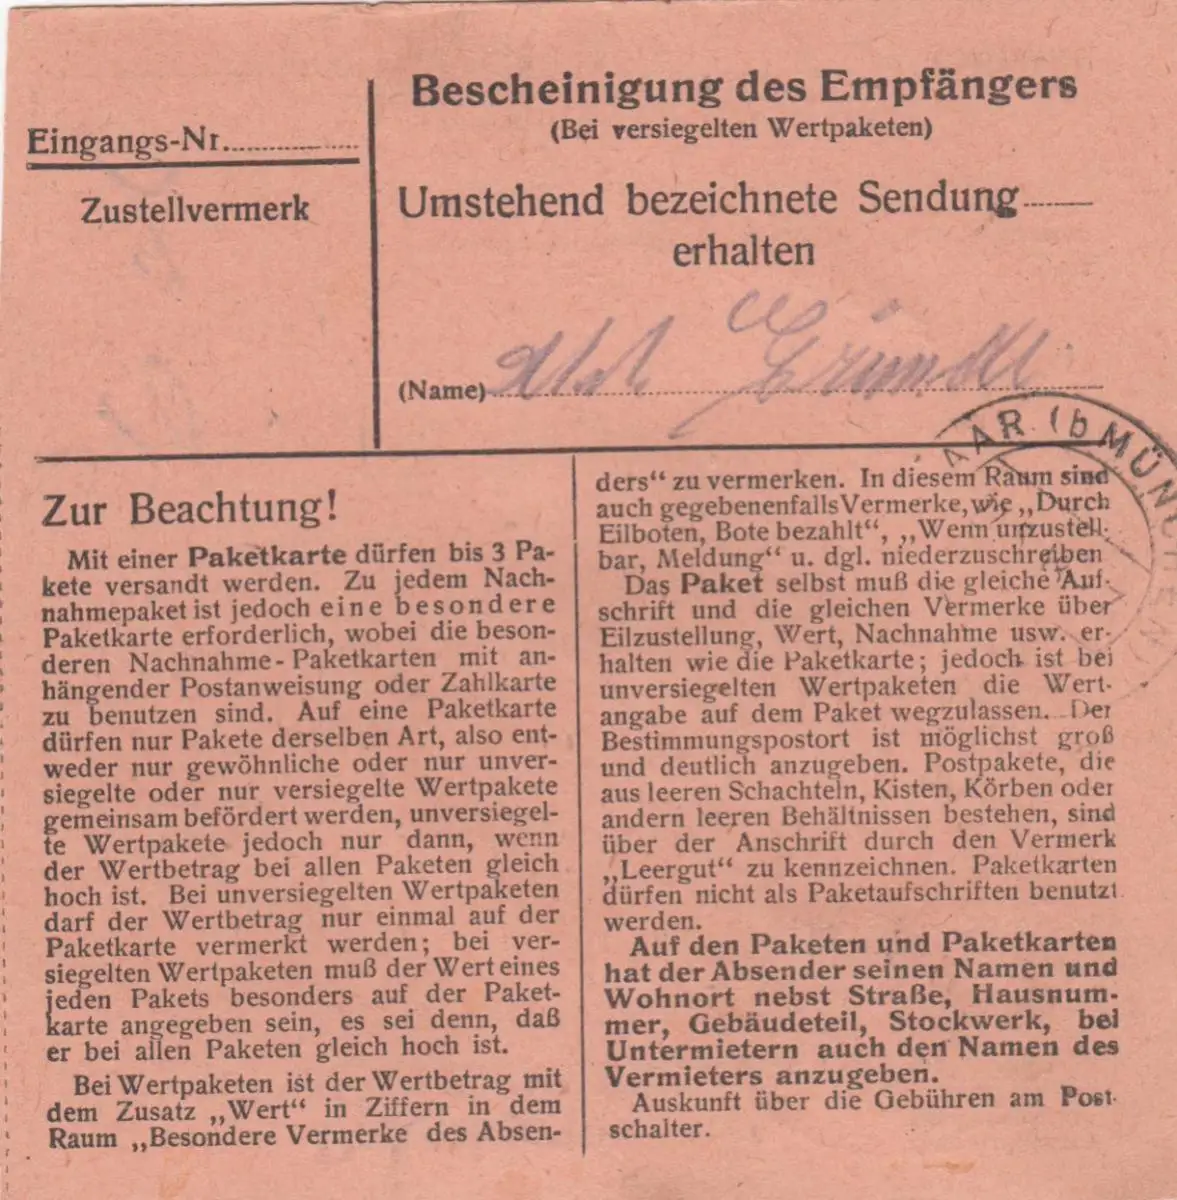 Eingangs-Nr.
Zustellvermerk
Bescheinigung des Empfängers
(Bei versiegelten Wertpaketen)
Umstehend bezeichnete Sendung
erhalten
(Name)
AAR (b MÜNCHEN)
Zur Beachtung!
Mit einer Paketkarte dürfen bis 3 Pa-
kete versandt werden. Zu jedem Nach-
nahmepaket ist jedoch eine besondere
Paketkarte erforderlich, wobei die beson-
deren Nachnahme-Paketkarten mit an-
hängender Postanweisung oder Zahlkarte
zu benutzen sind. Auf eine Paketkarte
dürfen nur Pakete derselben Art, also ent-
weder nur gewöhnliche oder nur unver-
siegelte oder nur versiegelte Wertpakete
gemeinsam befördert werden, unversiegel-
te Wertpakete jedoch nur dann, wenn
der Wertbetrag bei allen Paketen gleich
hoch ist. Bei unversiegelten Wertpaketen
darf der Wertbetrag nur einmal auf der
Paketkarte vermerkt werden; bei ver-
siegelten Wertpaketen muß der Wert eines
jeden Pakets besonders auf der Paket-
karte angegeben sein, es sei denn, daß
er bei allen Paketen gleich hoch ist.
Bei Wertpaketen ist der Wertbetrag mit
dem Zusatz „Wert“ in Ziffern in dem
Raum „Besondere Vermerke des Absen-
ders“ zu vermerken. In diesem Raum sind
auch gegebenenfalls Vermerke, wie „Durch
Eilboten, Bote bezahlt“, „Wenn unzustell-
bar, Meldung“ u. dgl. niederzuschreiben
Das Paket selbst muß die gleiche Auf-
schrift und die gleichen Vermerke über
Eilzustellung, Wert, Nachnahme usw. er-
halten wie die Paketkarte; jedoch ist bei
unversiegelten Wertpaketen die Wert-
angabe auf dem Paket wegzulassen. Der
Bestimmungspostort ist möglichst groß
und deutlich anzugeben. Postpakete, die
aus leeren Schachteln, Kisten, Körben oder
andern leeren Behältnissen bestehen, sind
über der Anschrift durch den Vermerk
„Leergut“ zu kennzeichnen. Paketkarten
dürfen nicht als Paketaufschriften benutzt
werden.
Auf den Paketen und Paketkarten
hat der Absender seinen Namen und
Wohnort nebst Straße, Hausnum-
mer, Gebäudeteil, Stockwerk, bei
Untermietern auch den Namen des
Vermieters anzugeben.
Auskunft über die Gebühren am Post-
schalter.